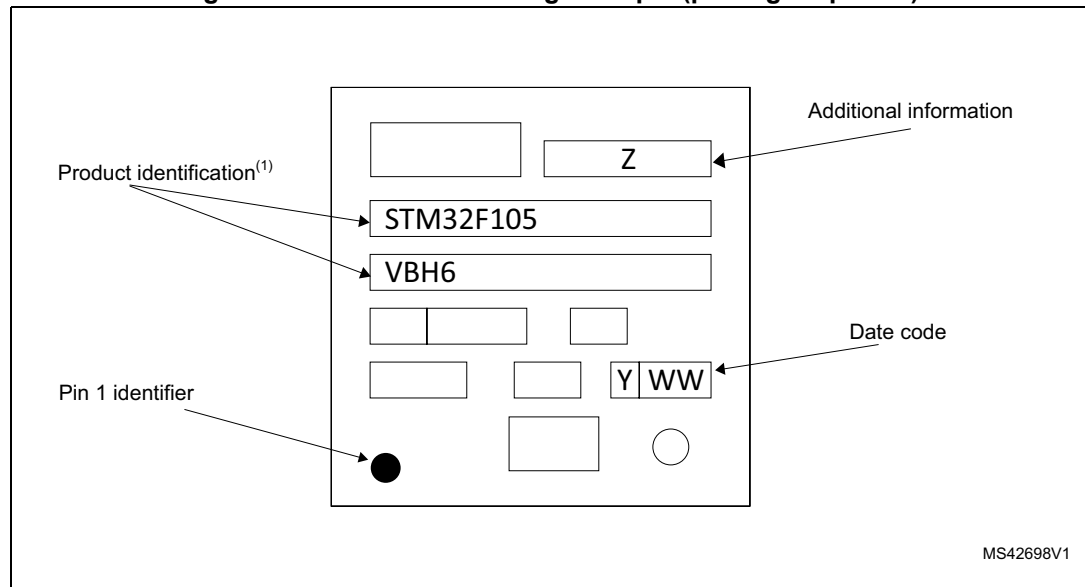 Additional information
Z
Product identification(1)
STM32F105
VBH6
Date code
Y WW
Pin 1 identifier
MS42698V1